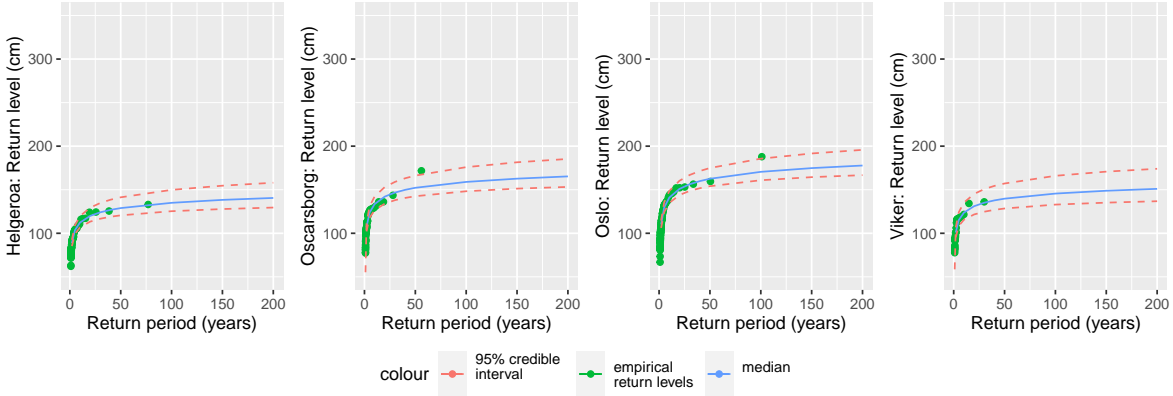 Helgeroa: Return level (cm)
300
200
100
0
50
100
150
200
Return period (years)
Oscarsborg: Return level (cm)
300
200
100
0
50
100
150
200
Return period (years)
Oslo: Return level (cm)
300
200
100
0
50
100
150
200
Return period (years)
Viker: Return level (cm)
300
200
100
0
50
100
150
200
Return period (years)
colour
95% credible
interval
empirical
return levels
median